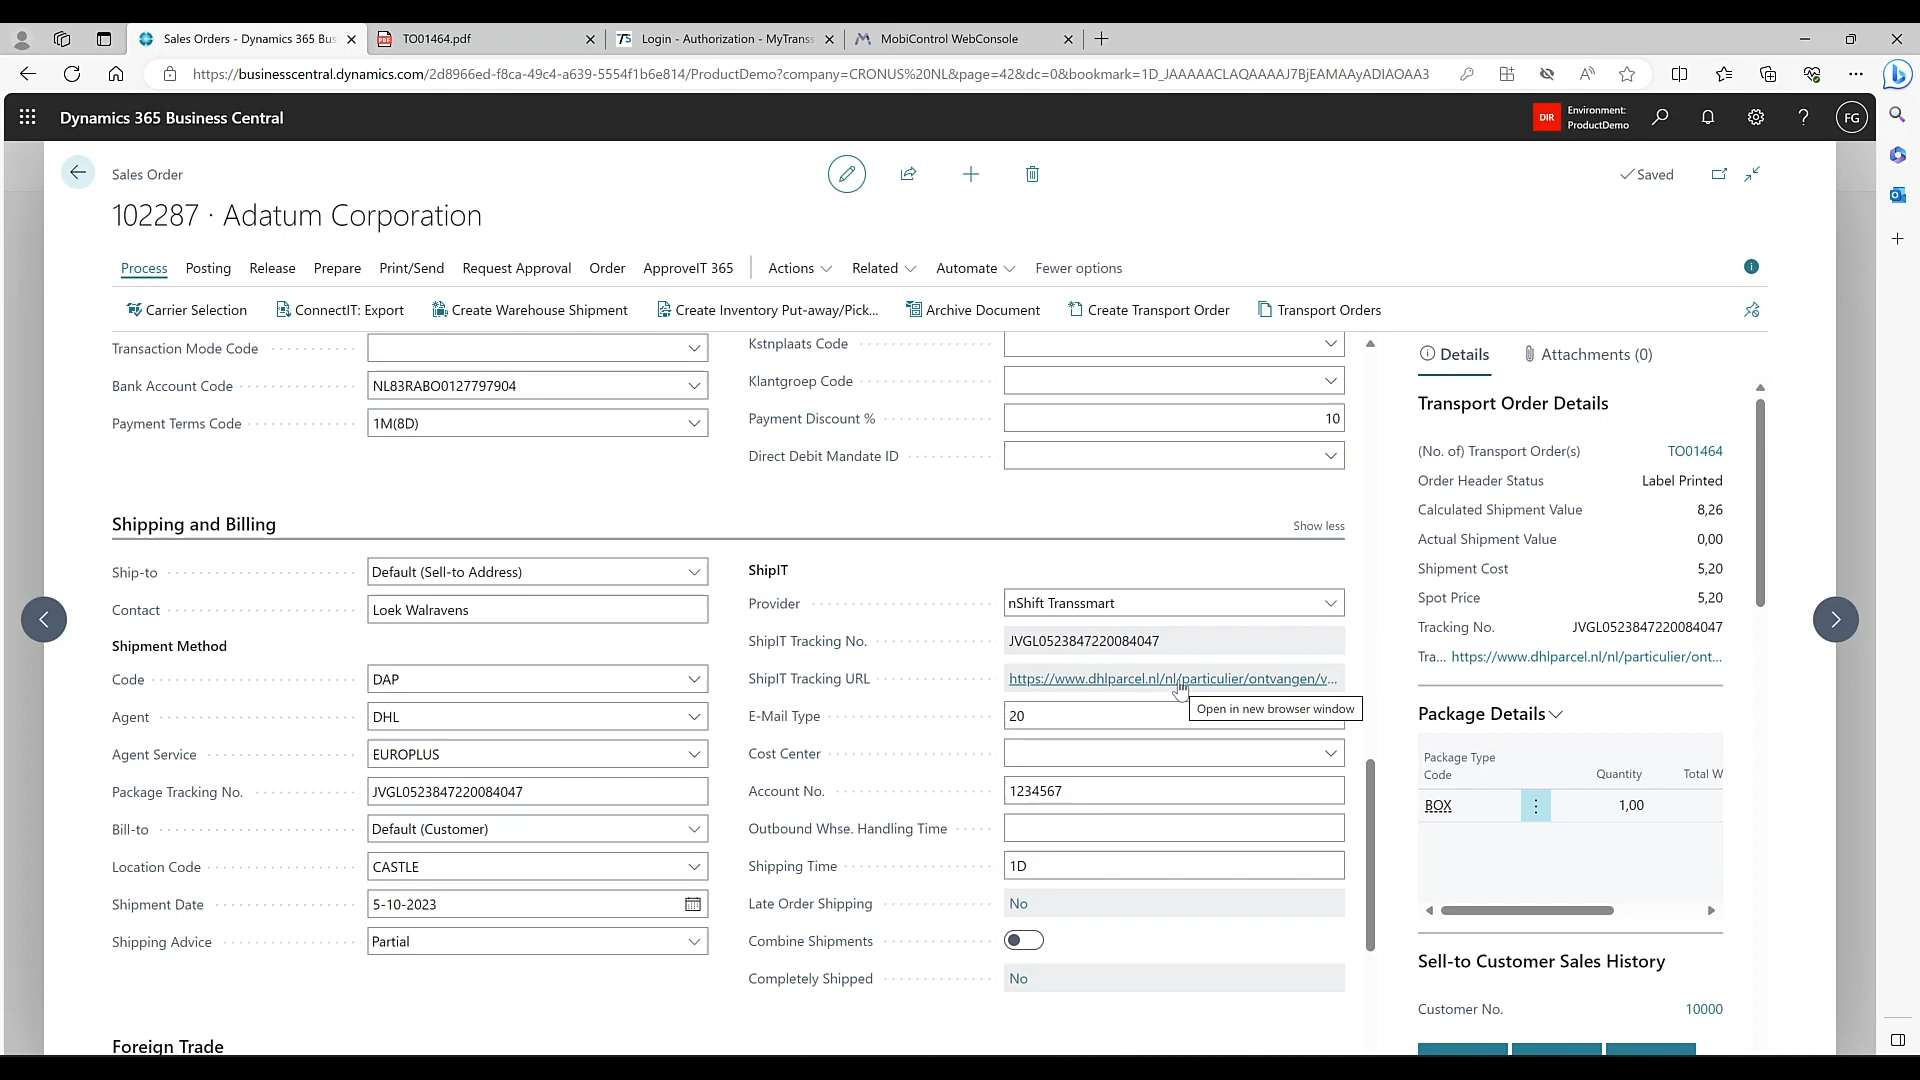 Sales Orders - Dynamics 365 Bus
TO01464.pdf
Login - Authorization - MyTranss
MobiControl WebConsole
https://businesscentral.dynamics.com/2d8966ed-f8ca-49c4-a639-5554f1b6e814/ProductDemo?company=CRONUS%20NL&page=42&dc=0&bookmark=1D_JAAAAACLAQAAAAJ7BjEAMAAyADIAOAA3
Dynamics 365 Business Central
DIR
Environment:
ProductDemo
FG
Sales Order
Saved
102287 · Adatum Corporation
Process
Posting
Release
Prepare
Print/Send
Request Approval
Order
ApproveIT 365
Actions
Related
Automate
Fewer options
Carrier Selection
ConnectIT: Export
Create Warehouse Shipment
Create Inventory Put-away/Pick...
Archive Document
Create Transport Order
Transport Orders
Transaction Mode Code
Bank Account Code NL83RABO0127797904
Payment Terms Code 1M(8D)
Kstnplaats Code
Klantgroep Code
Payment Discount % 10
Direct Debit Mandate ID
Shipping and Billing
Show less
Ship-to Default (Sell-to Address)
Contact Loek Walravens
Shipment Method
Code DAP
Agent DHL
Agent Service EUROPLUS
Package Tracking No. JVGL0523847220084047
Bill-to Default (Customer)
Location Code CASTLE
Shipment Date 5-10-2023
Shipping Advice Partial
ShipIT
Provider nShift Transsmart
ShipIT Tracking No. JVGL0523847220084047
ShipIT Tracking URL https://www.dhlparcel.nl/nl/particulier/ontvangen/v...
Open in new browser window
E-Mail Type 20
Cost Center
Account No. 1234567
Outbound Whse. Handling Time
Shipping Time 1D
Late Order Shipping No
Combine Shipments
Completely Shipped No
Foreign Trade
Details
Attachments (0)
Transport Order Details
(No. of) Transport Order(s) TO01464
Order Header Status Label Printed
Calculated Shipment Value 8,26
Actual Shipment Value 0,00
Shipment Cost 5,20
Spot Price 5,20
Tracking No. JVGL0523847220084047
Tra... https://www.dhlparcel.nl/nl/particulier/ont...
Package Details
Package Type
Code Quantity Total W
BOX 1,00
Sell-to Customer Sales History
Customer No. 10000